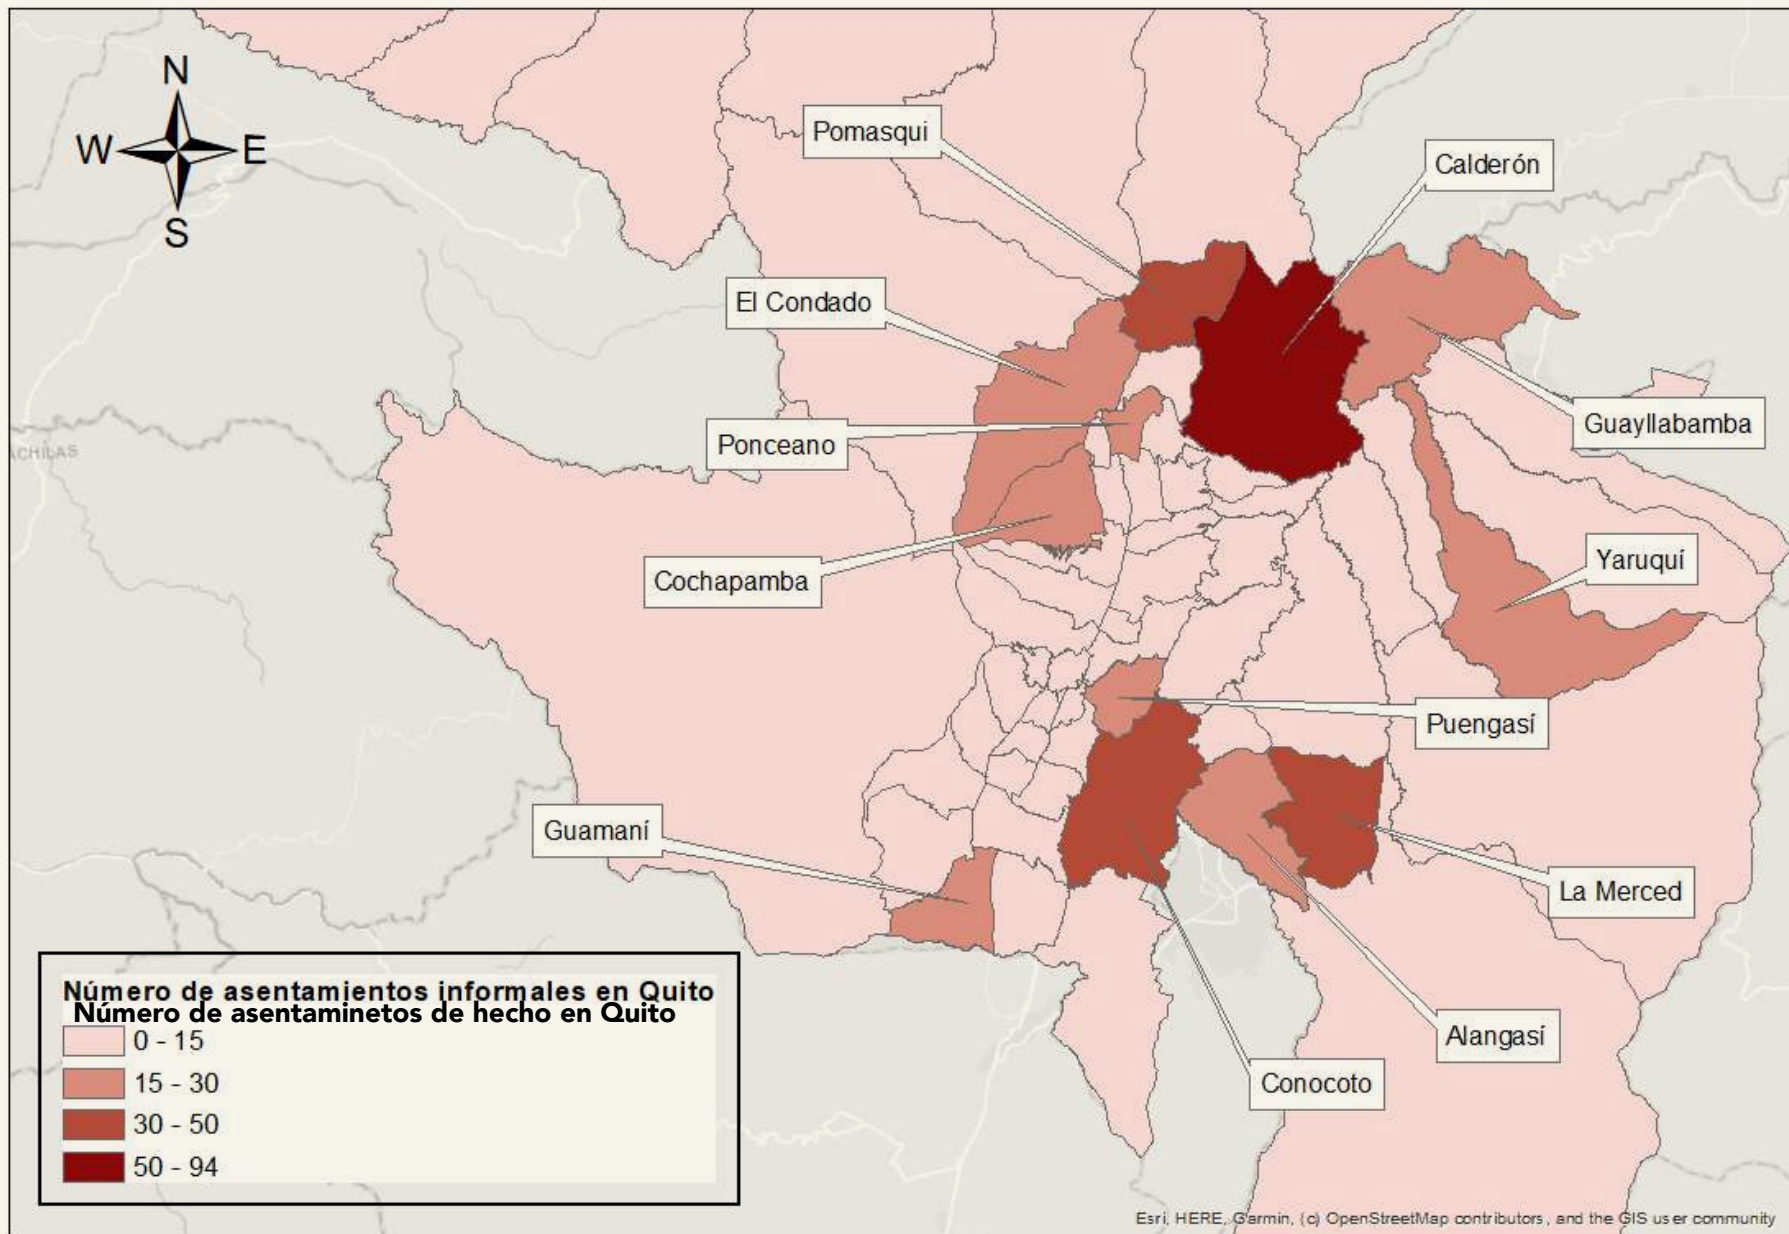 N
W E
S
Pomasqui
Calderón
El Condado
Guayllabamba
Ponceano
ACHILAS
Yaruquí
Cochapamba
Puengasí
Guamaní
La Merced
Número de asentamientos informales en Quito
Número de asentaminetos de hecho en Quito
0 - 15
15 - 30
30 - 50
50 - 94
Alangasí
Conocoto
Esri, HERE, Garmin, (c) OpenStreetMap contributors, and the GIS user community